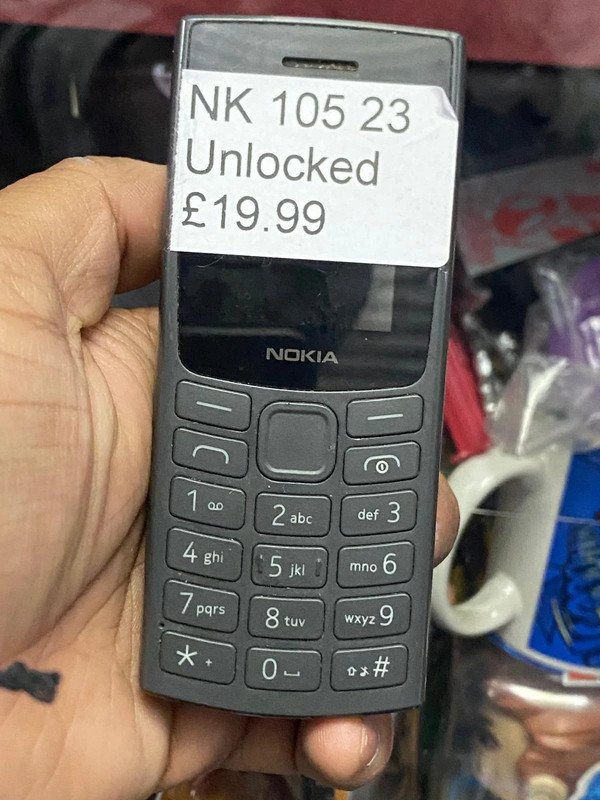 NK 105 23
Unlocked
£19.99
NOKIA
1
2 abc
def 3
4 ghi
5 jkl
mno 6
7 pqrs
8 tuv
wxyz 9
* +
0
#